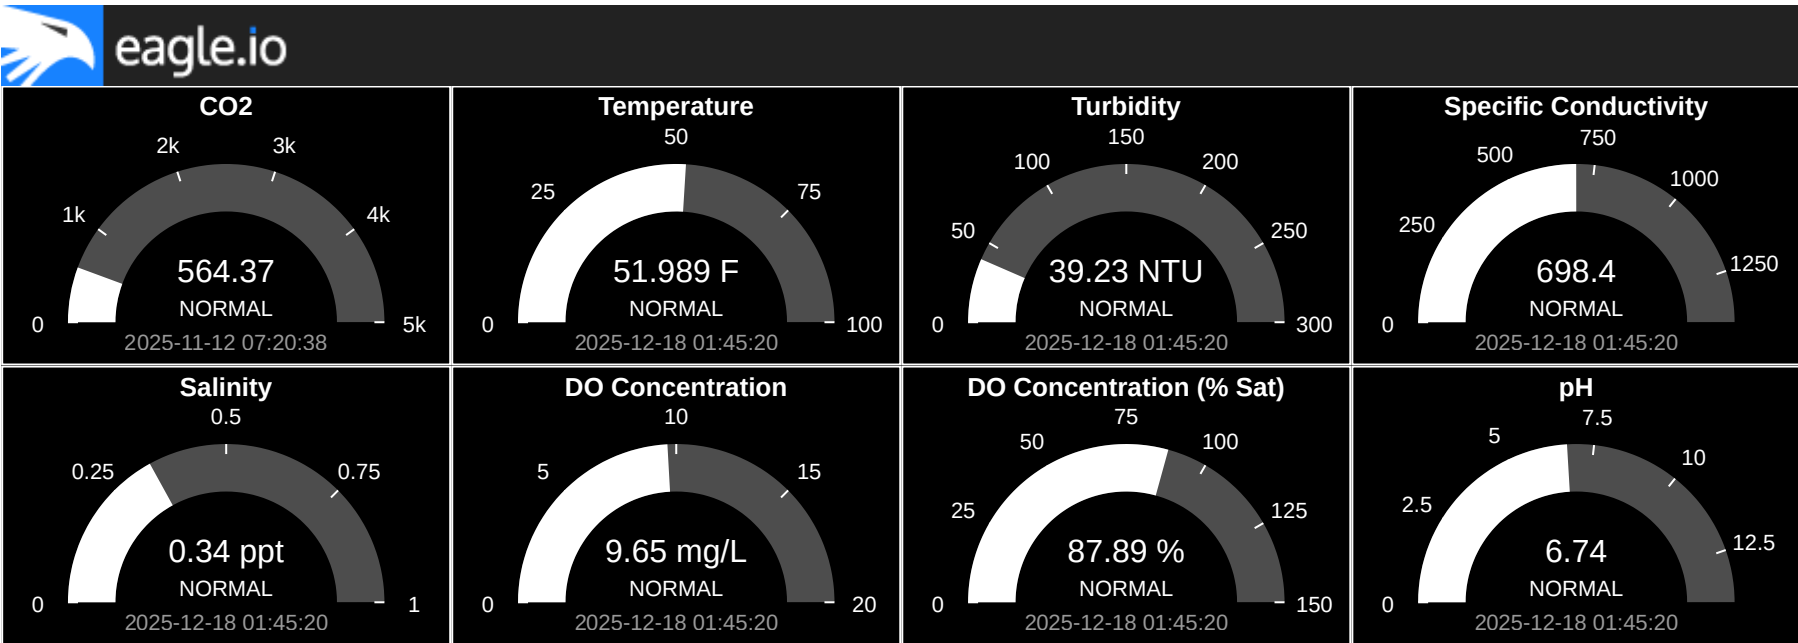 eagle.io
CO2
0
1k
2k
3k
4k
5k
564.37
NORMAL
2025-11-12 07:20:38
Temperature
0
25
50
75
100
51.989 F
NORMAL
2025-12-18 01:45:20
Turbidity
0
50
100
150
200
250
300
39.23 NTU
NORMAL
2025-12-18 01:45:20
Specific Conductivity
0
250
500
750
1000
1250
698.4
NORMAL
2025-12-18 01:45:20
Salinity
0
0.25
0.5
0.75
1
0.34 ppt
NORMAL
2025-12-18 01:45:20
DO Concentration
0
5
10
15
20
9.65 mg/L
NORMAL
2025-12-18 01:45:20
DO Concentration (% Sat)
0
25
50
75
100
125
150
87.89 %
NORMAL
2025-12-18 01:45:20
pH
0
2.5
5
7.5
10
12.5
6.74
NORMAL
2025-12-18 01:45:20